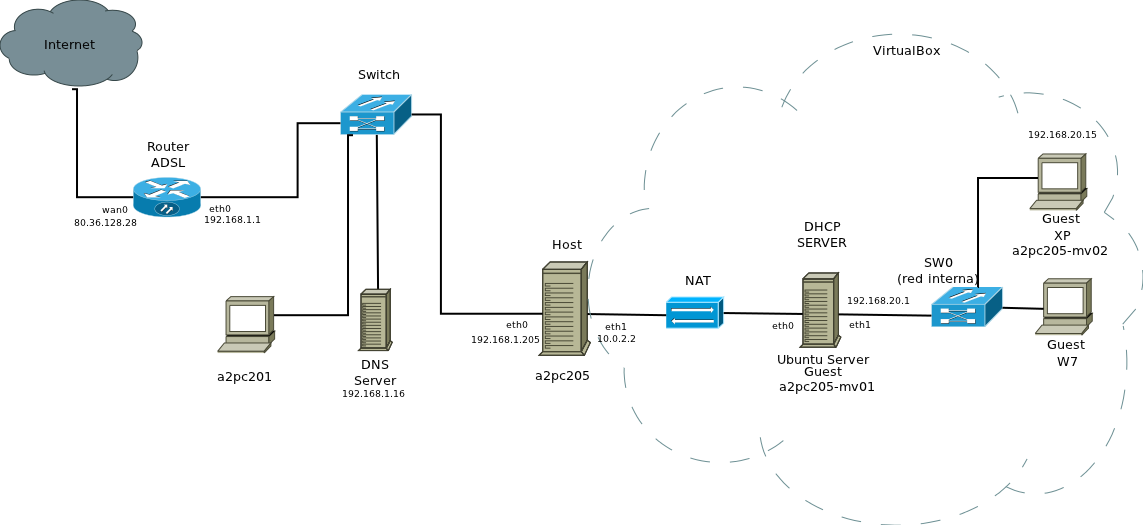 Internet
Switch
Router
ADSL
wan0
80.36.128.28
eth0
192.168.1.1
a2pc201
DNS
Server
192.168.1.16
Host
eth0
192.168.1.205
eth1
10.0.2.2
a2pc205
VirtualBox
NAT
DHCP
SERVER
eth0
192.168.20.1
eth1
Ubuntu Server
Guest
a2pc205-mv01
SW0
(red interna)
192.168.20.15
Guest
XP
a2pc205-mv02
Guest
W7